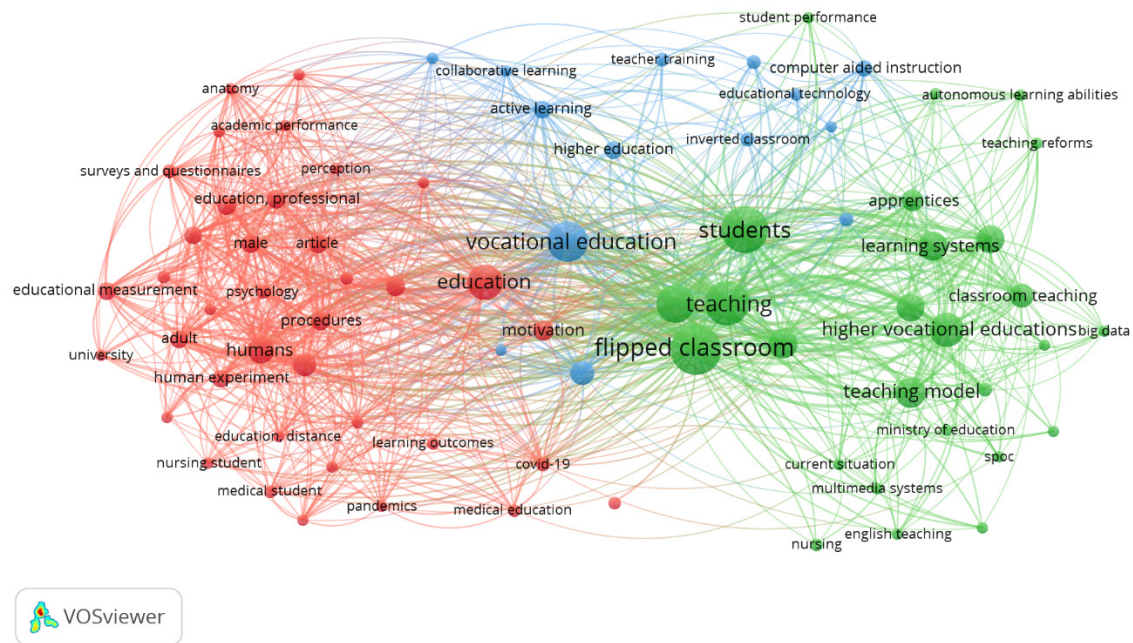 student performance
collaborative learning
teacher training
computer aided instruction
anatomy
educational technology
autonomous learning abilities
active learning
academic performance
inverted classroom
teaching reforms
higher education
surveys and questionnaires
perception
education, professional
apprentices
students
vocational education
male
article
learning systems
education
educational measurement
psychology
classroom teaching
teaching
procedures
motivation
higher vocational educations
big data
adult
humans
flipped classroom
university
human experiment
teaching model
education, distance
learning outcomes
ministry of education
nursing student
covid-19
current situation
spoc
medical student
multimedia systems
pandemics
medical education
english teaching
nursing
VOSviewer